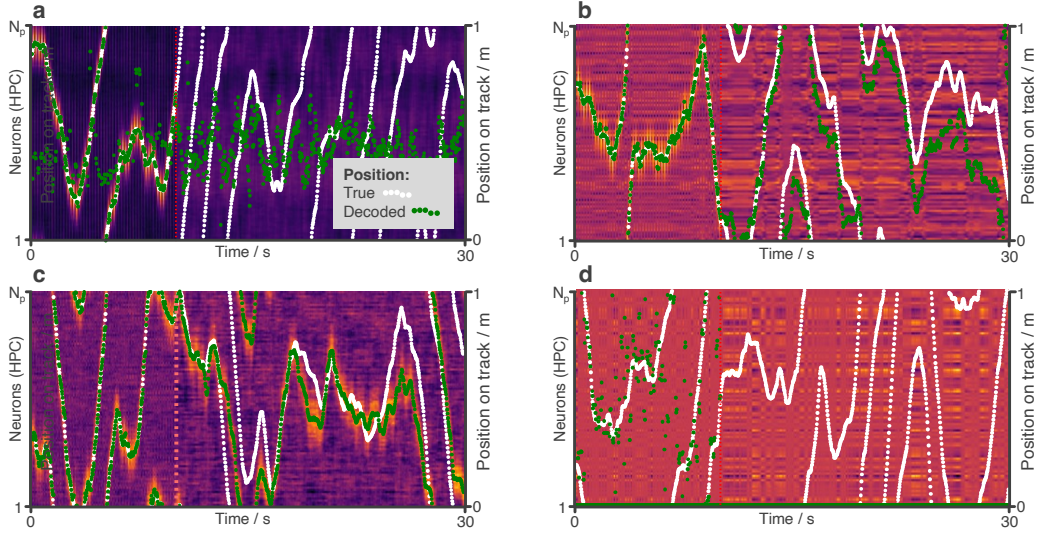 a
Np
Neurons (HPC)
1
Position on track / m
1
0
Time / s
30
Position:
True
Decoded
b
Np
Neurons (HPC)
1
Position on track / m
1
0
Time / s
30
c
Np
Neurons (HPC)
1
0
Position on track / m
1
0
Time / s
30
d
Np
Neurons (HPC)
1
0
Position on track / m
1
0
Time / s
30